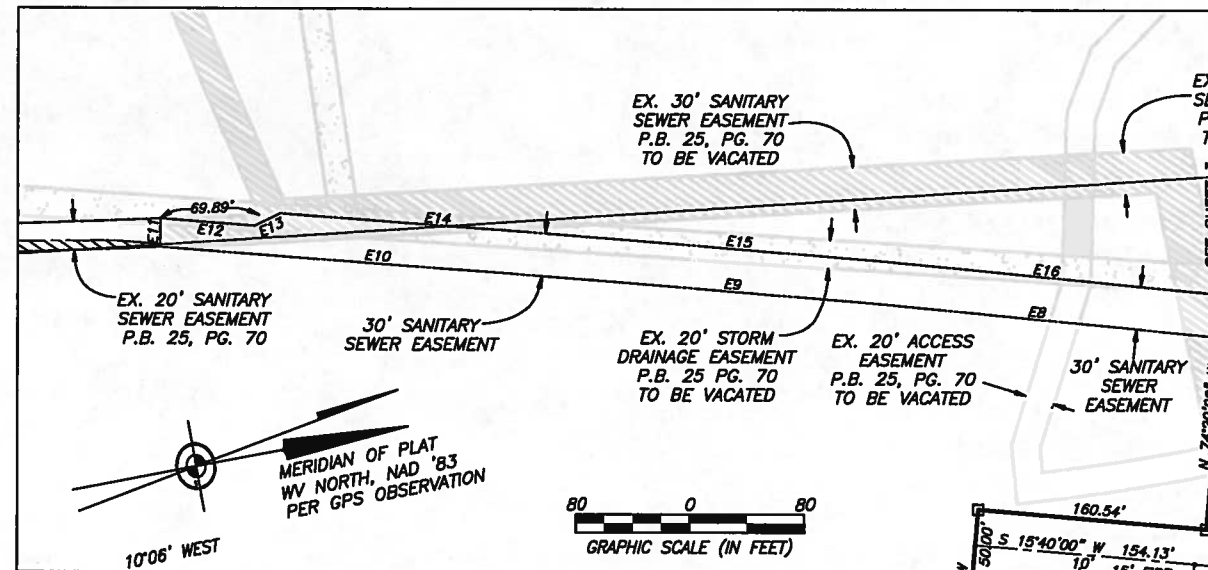 EX. 30' SANITARY
SEWER EASEMENT
P.B. 25, PG. 70
TO BE VACATED
EX
SE
P
T
69.89'
E11
E12
E13
E14
E15
E16
E10
E9
E8
EX. 20' SANITARY
SEWER EASEMENT
P.B. 25, PG. 70
30' SANITARY
SEWER EASEMENT
EX. 20' STORM
DRAINAGE EASEMENT
P.B. 25 PG. 70
TO BE VACATED
EX. 20' ACCESS
EASEMENT
P.B. 25, PG. 70
TO BE VACATED
30' SANITARY
SEWER
EASEMENT
MERIDIAN OF PLAT
WV NORTH, NAD '83
PER GPS OBSERVATION
10°06' WEST
80 0 80
GRAPHIC SCALE (IN FEET)
160.54'
50.00'
S 15°40'00" W 154.13'
10'
W